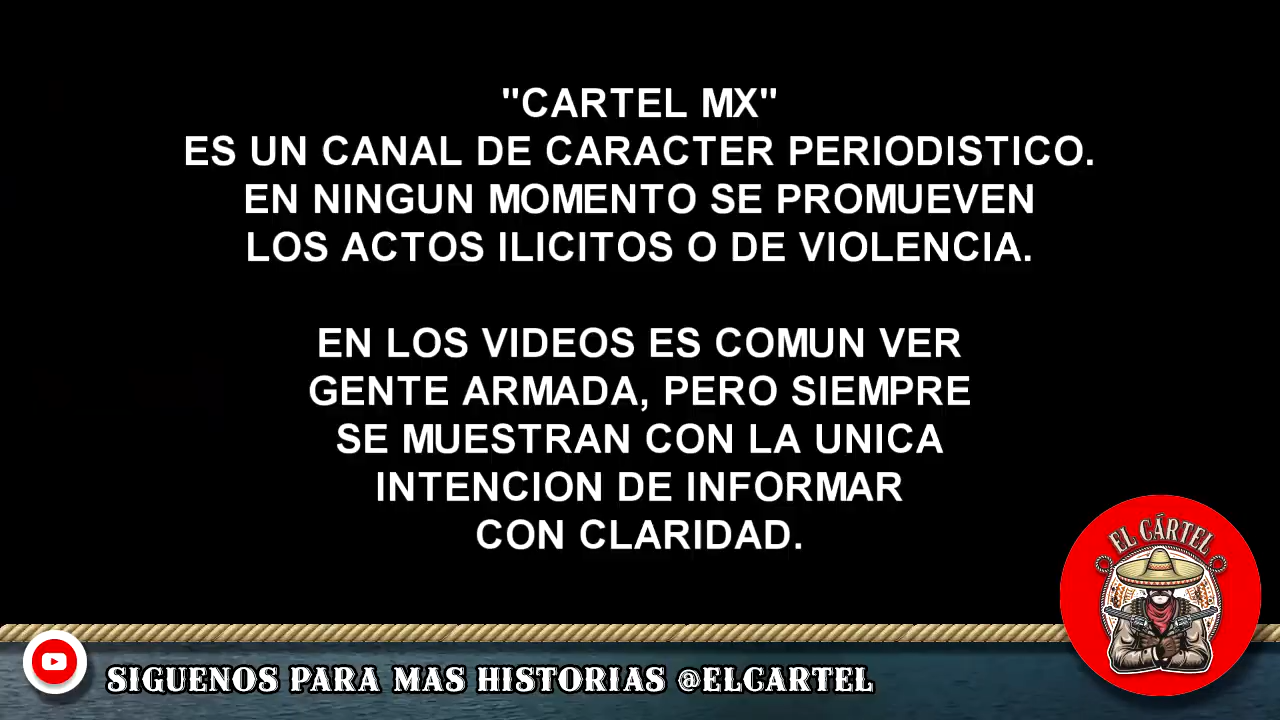 "CARTEL MX"
ES UN CANAL DE CARACTER PERIODISTICO.
EN NINGUN MOMENTO SE PROMUEVEN
LOS ACTOS ILICITOS O DE VIOLENCIA.
EN LOS VIDEOS ES COMUN VER
GENTE ARMADA, PERO SIEMPRE
SE MUESTRAN CON LA UNICA
INTENCION DE INFORMAR
CON CLARIDAD.
EL CÁRTEL
SIGUENOS PARA MAS HISTORIAS @ELCARTEL